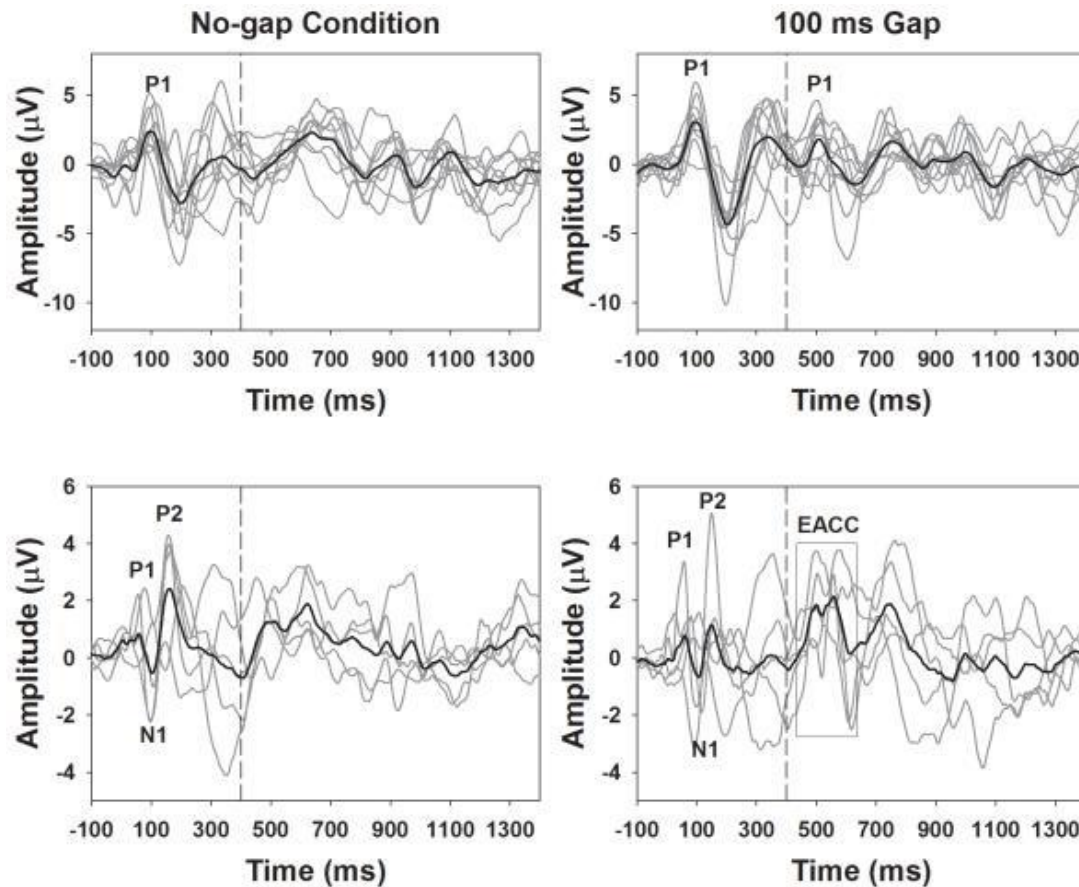 No-gap Condition
100 ms Gap
Amplitude (μV)
5
0
-5
-10
P1
-100 100 300 500 700 900 1100 1300
Time (ms)
Amplitude (μV)
5
0
-5
-10
P1
P1
-100 100 300 500 700 900 1100 1300
Time (ms)
Amplitude (μV)
6
4
2
0
-2
-4
P2
P1
N1
-100 100 300 500 700 900 1100 1300
Time (ms)
Amplitude (μV)
6
4
2
0
-2
-4
P2
P1
EACC
N1
-100 100 300 500 700 900 1100 1300
Time (ms)